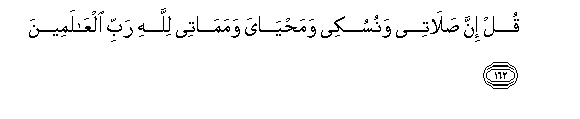 قُلْ إِنَّ صَلَاتِى وَنُسُكِى وَمَحْيَاىَ وَمَمَاتِى لِلَّهِ رَبِّ ٱلْعَـٰلَمِينَ
١٦٢